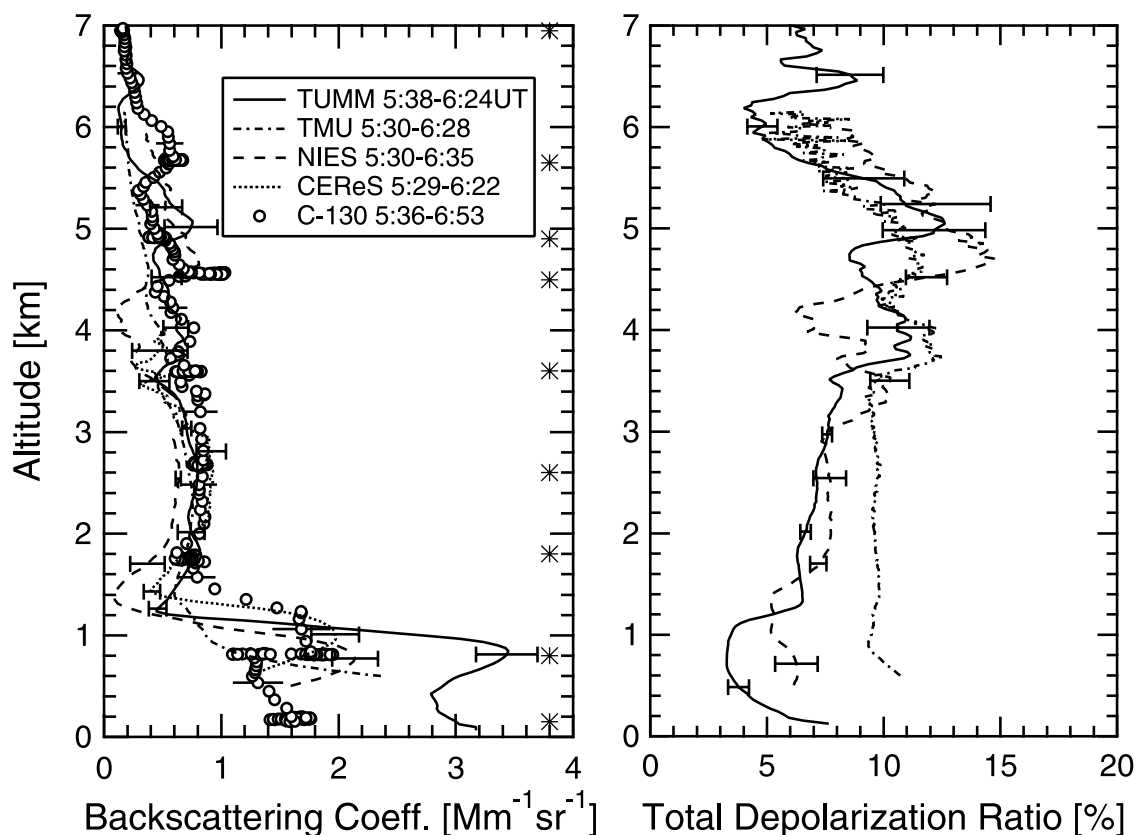 7
6
5
4
3
2
1
0
Altitude [km]
TUMM 5:38-6:24UT
TMU 5:30-6:28
NIES 5:30-6:35
CEReS 5:29-6:22
C-130 5:36-6:53
0 1 2 3 4
Backscattering Coeff. [Mm⁻¹sr⁻¹]
7
6
5
4
3
2
1
0
0 5 10 15 20
Total Depolarization Ratio [%]